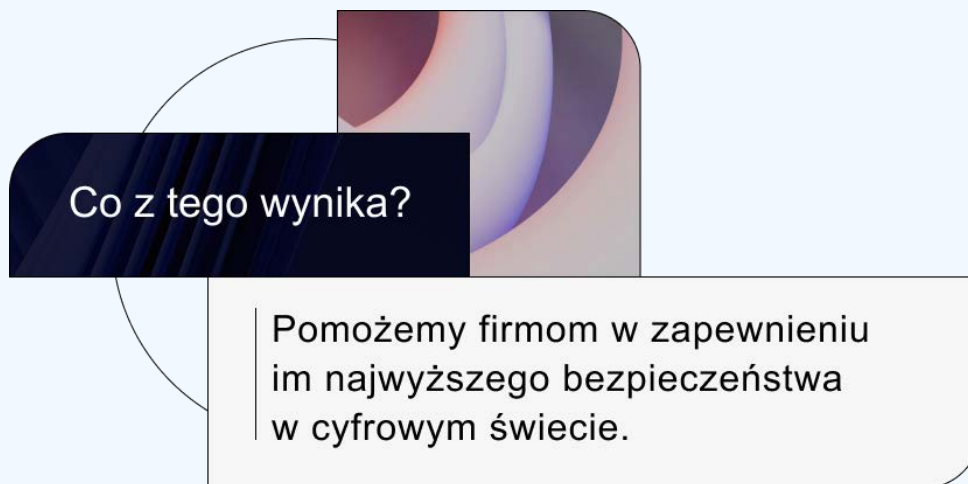 Co z tego wynika?
Pomożemy firmom w zapewnieniu
im najwyższego bezpieczeństwa
w cyfrowym świecie.